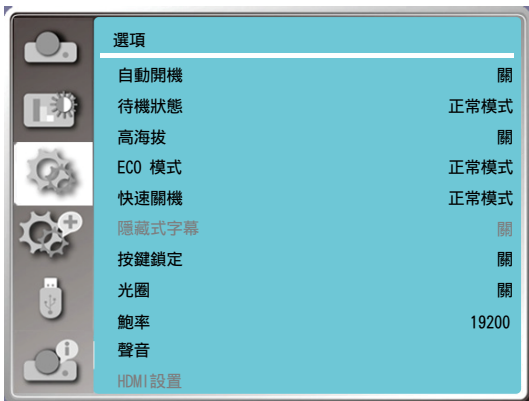 選項
自動開機 關
待機狀態 正常模式
高海拔 關
ECO 模式 正常模式
快速關機 正常模式
隱藏式字幕 關
按鍵鎖定 關
光圈 關
鮑率 19200
聲音
HDMI設置